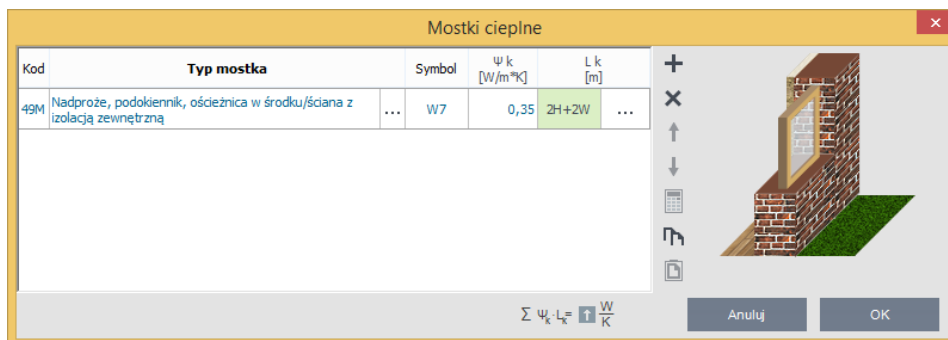 Mostki cieplne
Kod Typ mostka Symbol Ψ k [W/m*K] L k [m]
49M Nadproże, podokiennik, ościeżnica w środku/ściana z izolacją zewnętrzną ... W7 0,35 2H+2W ...
Σ Ψk·Lk= W/K
Anuluj OK